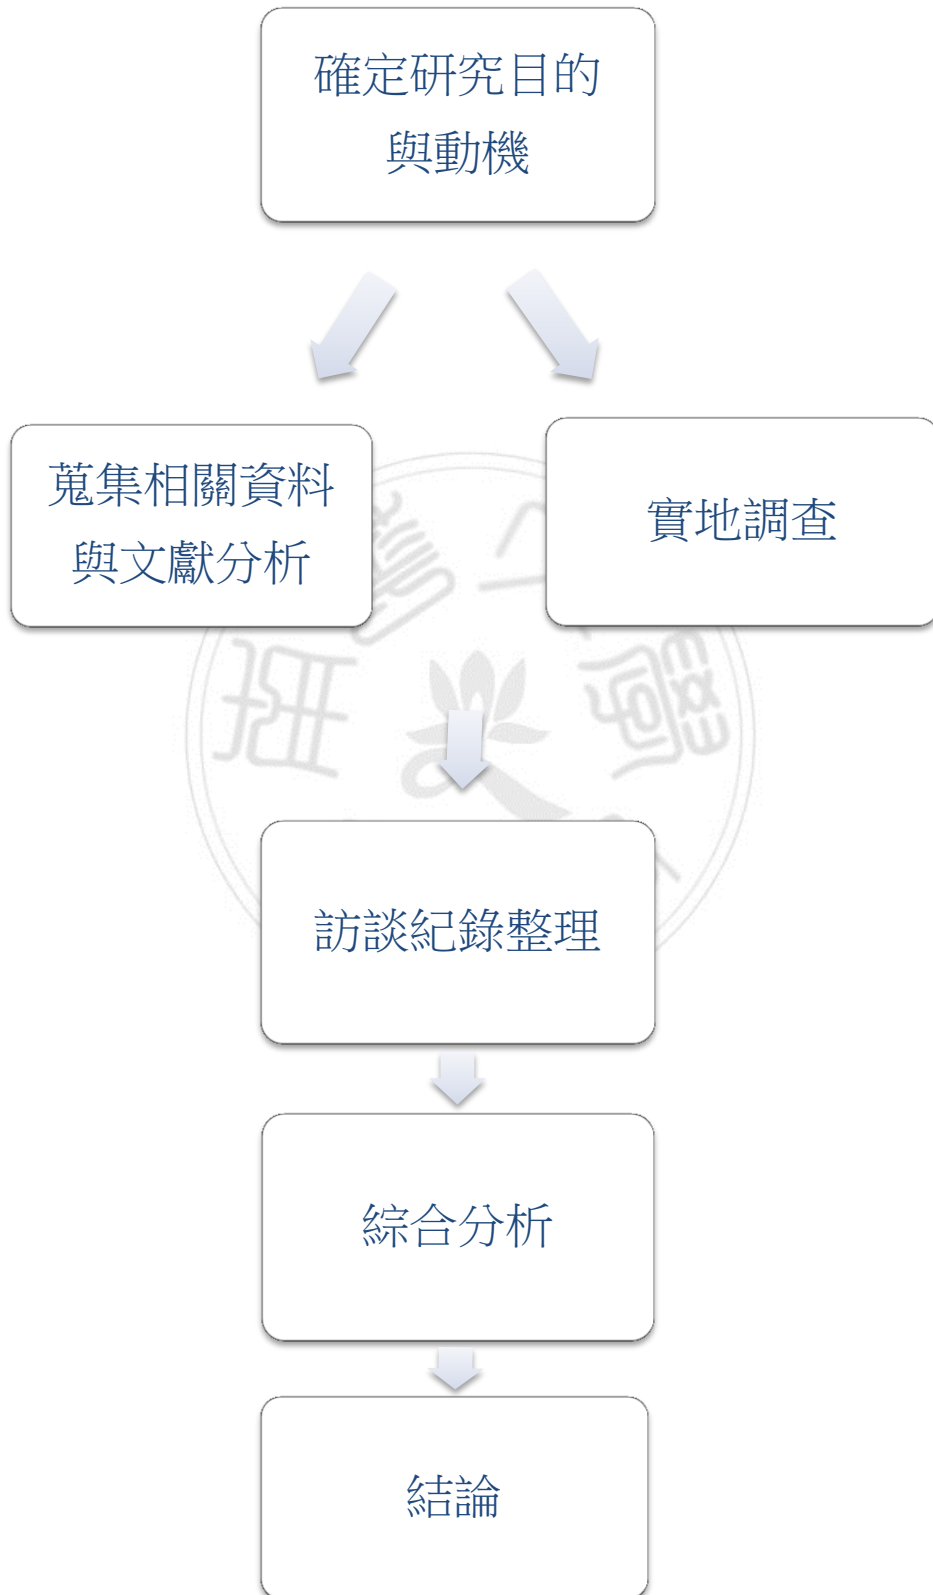 確定研究目的
與動機
蒐集相關資料
與文獻分析
實地調查
訪談紀錄整理
綜合分析
結論